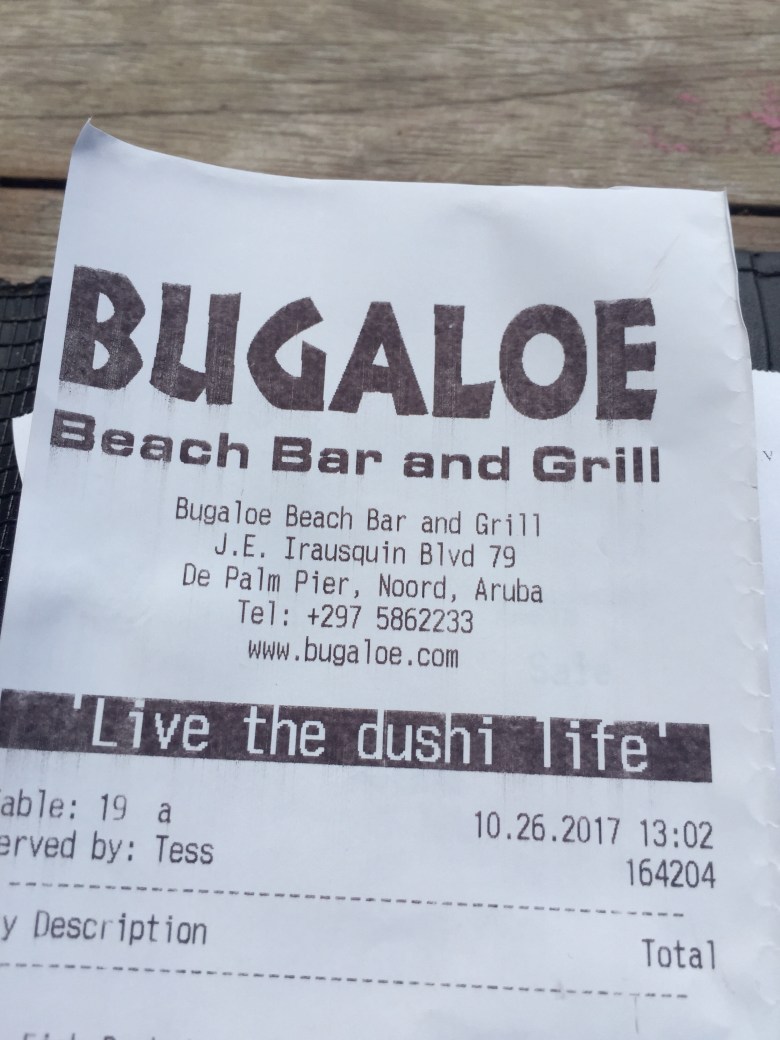 BUGALOE
Beach Bar and Grill
Bugaloe Beach Bar and Grill
J.E. Irausquin Blvd 79
De Palm Pier, Noord, Aruba
Tel: +297 5862233
www.bugaloe.com
'Live the dushi life'
able: 19 a 10.26.2017 13:02
erved by: Tess 164204
y Description Total